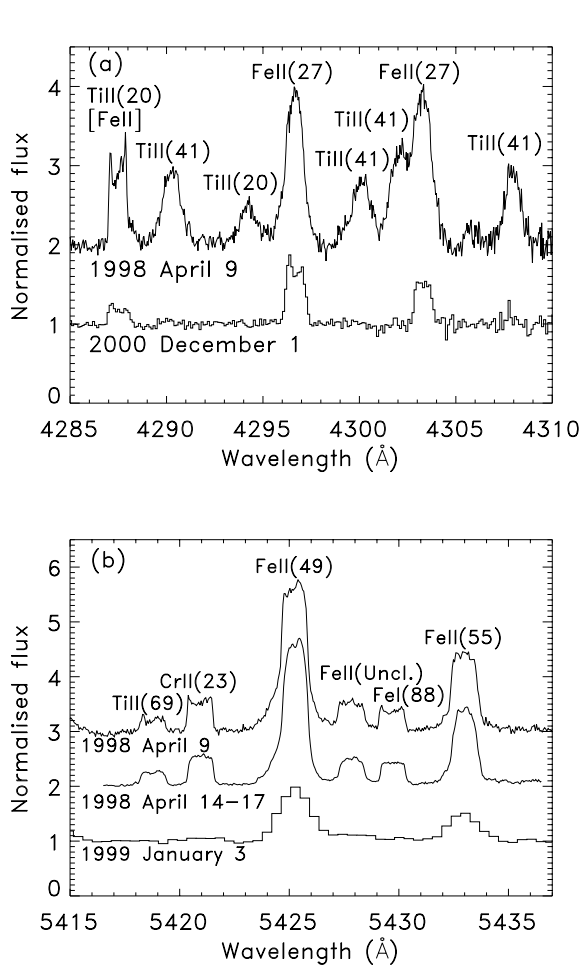 (a)
FeII(27)
FeII(27)
TiII(20)
[FeII]
TiII(41)
TiII(20)
TiII(41)
TiII(41)
TiII(41)
4
3
2
1
0
Normalised flux
1998 April 9
2000 December 1
4285 4290 4295 4300 4305 4310
Wavelength (Å)
(b)
FeII(49)
FeII(55)
CrII(23)
TiII(69)
FeII(Uncl.)
FeI(88)
6
5
4
3
2
1
0
Normalised flux
1998 April 9
1998 April 14-17
1999 January 3
5415 5420 5425 5430 5435
Wavelength (Å)